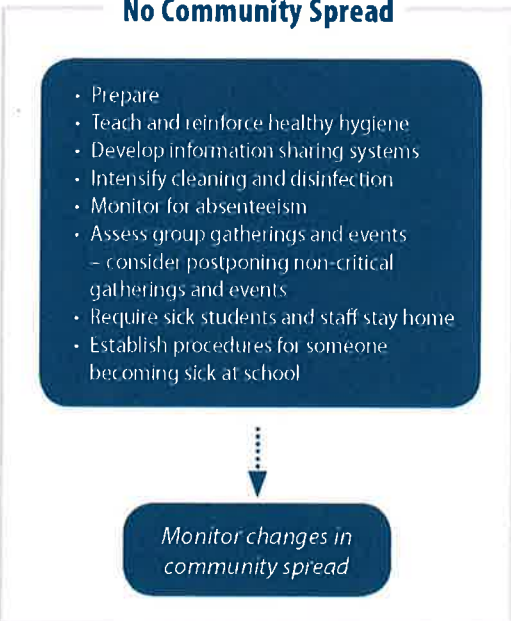 No Community Spread
• Prepare
• Teach and reinforce healthy hygiene
• Develop information sharing systems
• Intensify cleaning and disinfection
• Monitor for absenteeism
• Assess group gatherings and events
– consider postponing non-critical
gatherings and events
• Require sick students and staff stay home
• Establish procedures for someone
becoming sick at school
Monitor changes in
community spread